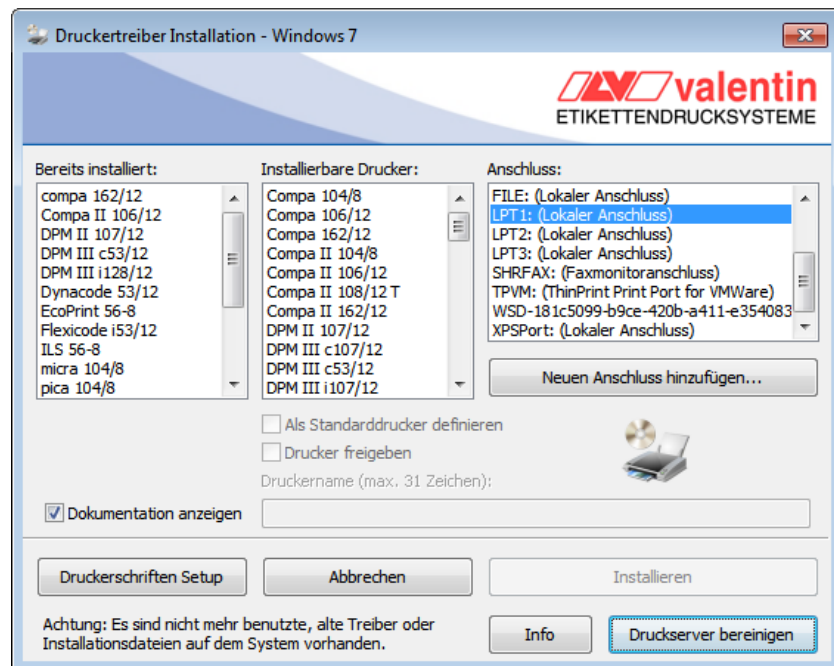 Druckertreiber Installation - Windows 7
valentin
ETIKETTENDRUCKSYSTEME
Bereits installiert:
compa 162/12
Compa II 106/12
DPM II 107/12
DPM III c53/12
DPM III i128/12
Dynacode 53/12
EcoPrint 56-8
Flexicode i53/12
ILS 56-8
micra 104/8
pica 104/8
Installierbare Drucker:
Compa 104/8
Compa 106/12
Compa 162/12
Compa II 104/8
Compa II 106/12
Compa II 108/12 T
Compa II 162/12
DPM II 107/12
DPM III c107/12
DPM III c53/12
DPM III i107/12
Anschluss:
FILE: (Lokaler Anschluss)
LPT1: (Lokaler Anschluss)
LPT2: (Lokaler Anschluss)
LPT3: (Lokaler Anschluss)
SHRFAX: (Faxmonitoranschluss)
TPVM: (ThinPrint Print Port for VMWare)
WSD-181c5099-b9ce-420b-a411-e354083
XPSPort: (Lokaler Anschluss)
Neuen Anschluss hinzufügen...
Als Standarddrucker definieren
Drucker freigeben
Druckername (max. 31 Zeichen):
Dokumentation anzeigen
Druckerschriften Setup
Abbrechen
Installieren
Achtung: Es sind nicht mehr benutzte, alte Treiber oder
Installationsdateien auf dem System vorhanden.
Info
Druckserver bereinigen